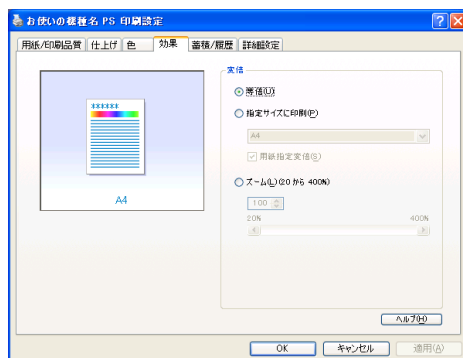 お使いの機種名 PS 印刷設定
用紙/印刷品質 仕上げ 色 効果 蓄積/履歴 詳細設定
変倍
等倍(U)
指定サイズに印刷(P)
A4
用紙指定変倍(S)
ズーム(L)(20 から 400%)
100
20% 400%
******
A4
ヘルプ(H)
OK キャンセル 適用(A)